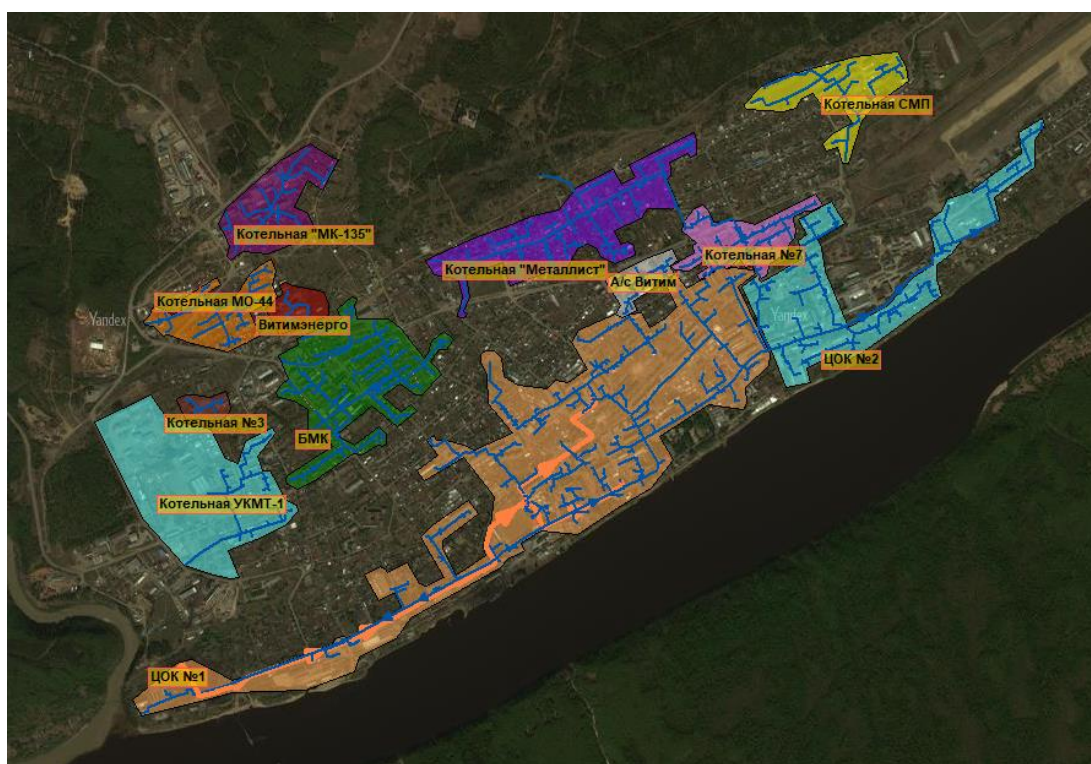 Котельная СМП
Котельная "МК-135"
Котельная "Металлист"
Котельная №7
А/с Витим
Котельная МО-44
Витимэнерго
Yandex
Yandex
ЦОК №2
Котельная №3
БМК
Котельная УКМТ-1
ЦОК №1